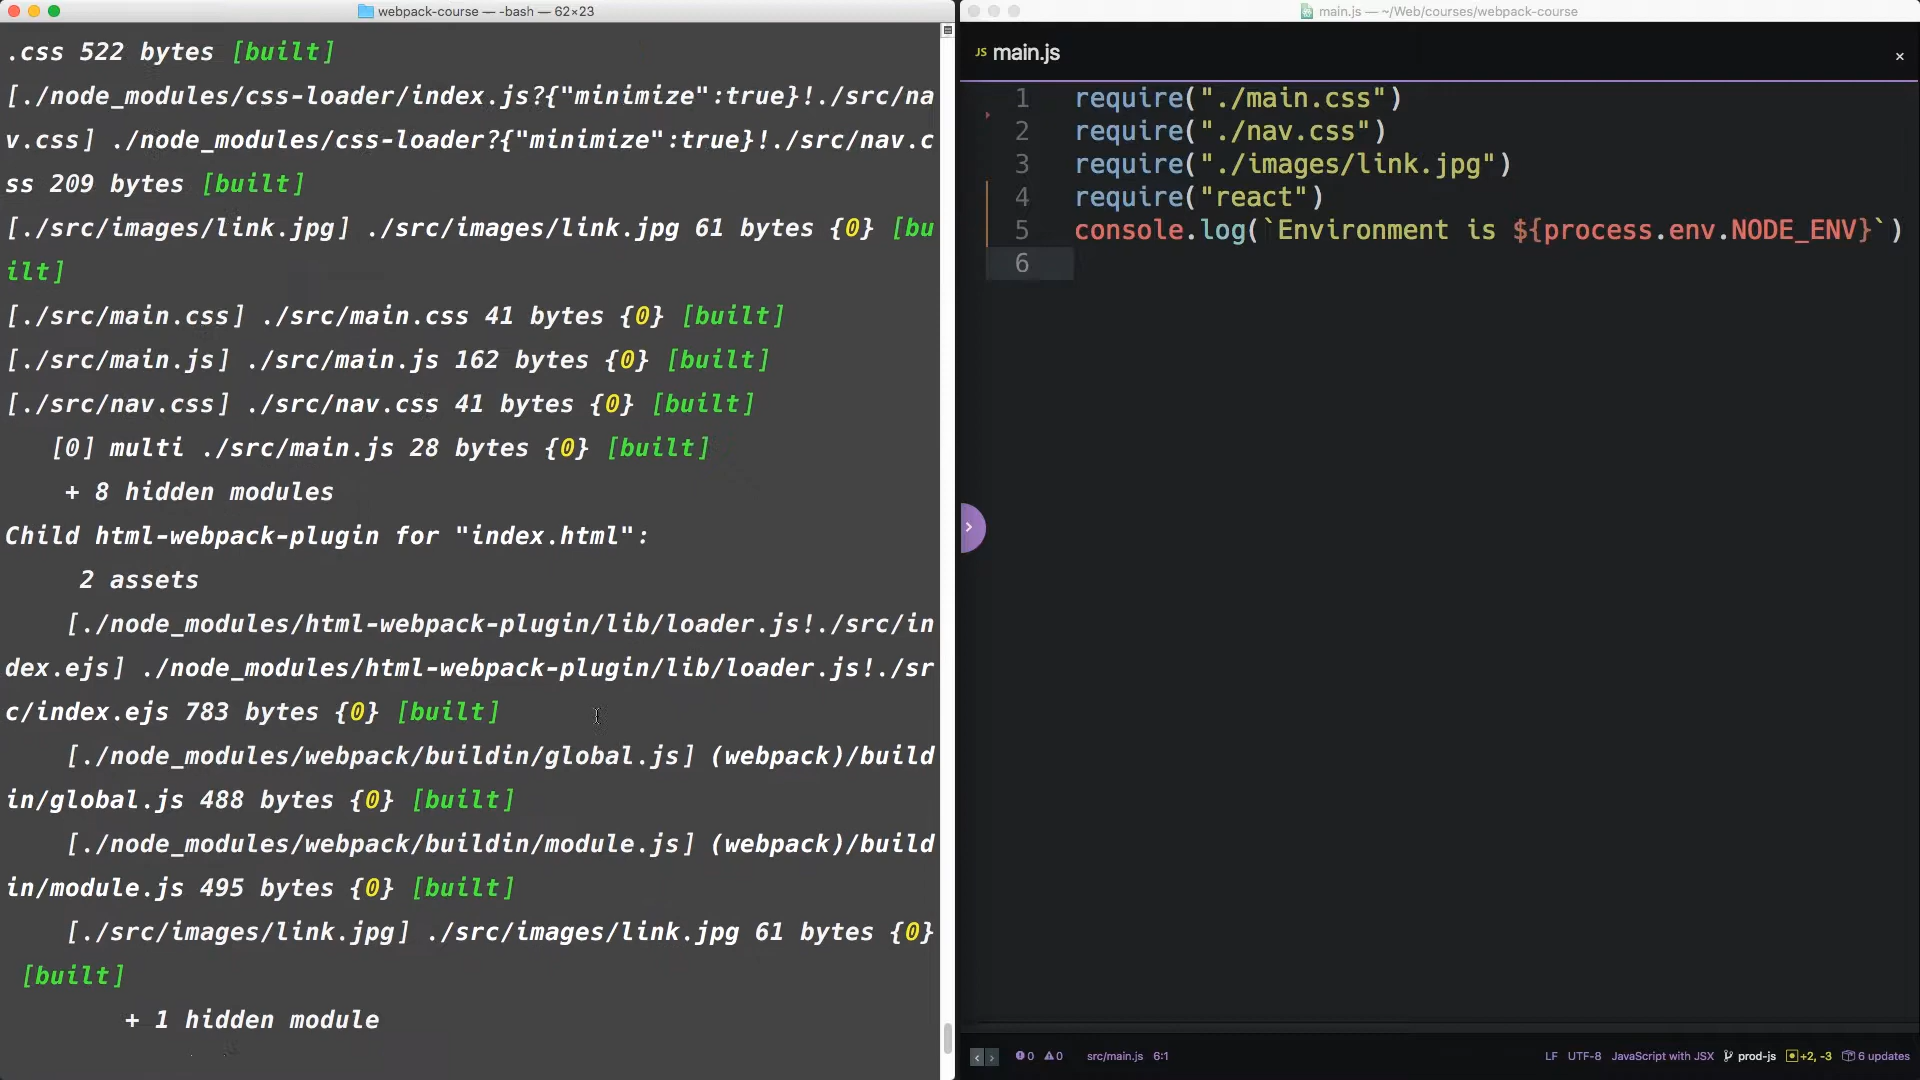 webpack-course — -bash — 62×23
.css 522 bytes [built]
[./node_modules/css-loader/index.js?{"minimize":true}!./src/na
v.css] ./node_modules/css-loader?{"minimize":true}!./src/nav.c
ss 209 bytes [built]
[./src/images/link.jpg] ./src/images/link.jpg 61 bytes {0} [bu
ilt]
[./src/main.css] ./src/main.css 41 bytes {0} [built]
[./src/main.js] ./src/main.js 162 bytes {0} [built]
[./src/nav.css] ./src/nav.css 41 bytes {0} [built]
[0] multi ./src/main.js 28 bytes {0} [built]
+ 8 hidden modules
Child html-webpack-plugin for "index.html":
2 assets
[./node_modules/html-webpack-plugin/lib/loader.js!./src/in
dex.ejs] ./node_modules/html-webpack-plugin/lib/loader.js!./sr
c/index.ejs 783 bytes {0} [built]
[./node_modules/webpack/buildin/global.js] (webpack)/build
in/global.js 488 bytes {0} [built]
[./node_modules/webpack/buildin/module.js] (webpack)/build
in/module.js 495 bytes {0} [built]
[./src/images/link.jpg] ./src/images/link.jpg 61 bytes {0}
[built]
+ 1 hidden module
main.js — ~/Web/courses/webpack-course
JS main.js ×
1 require("./main.css")
2 require("./nav.css")
3 require("./images/link.jpg")
4 require("react")
5 console.log(`Environment is ${process.env.NODE_ENV}`)
6
0 0 src/main.js 6:1 LF UTF-8 JavaScript with JSX prod-js +2, -3 6 updates